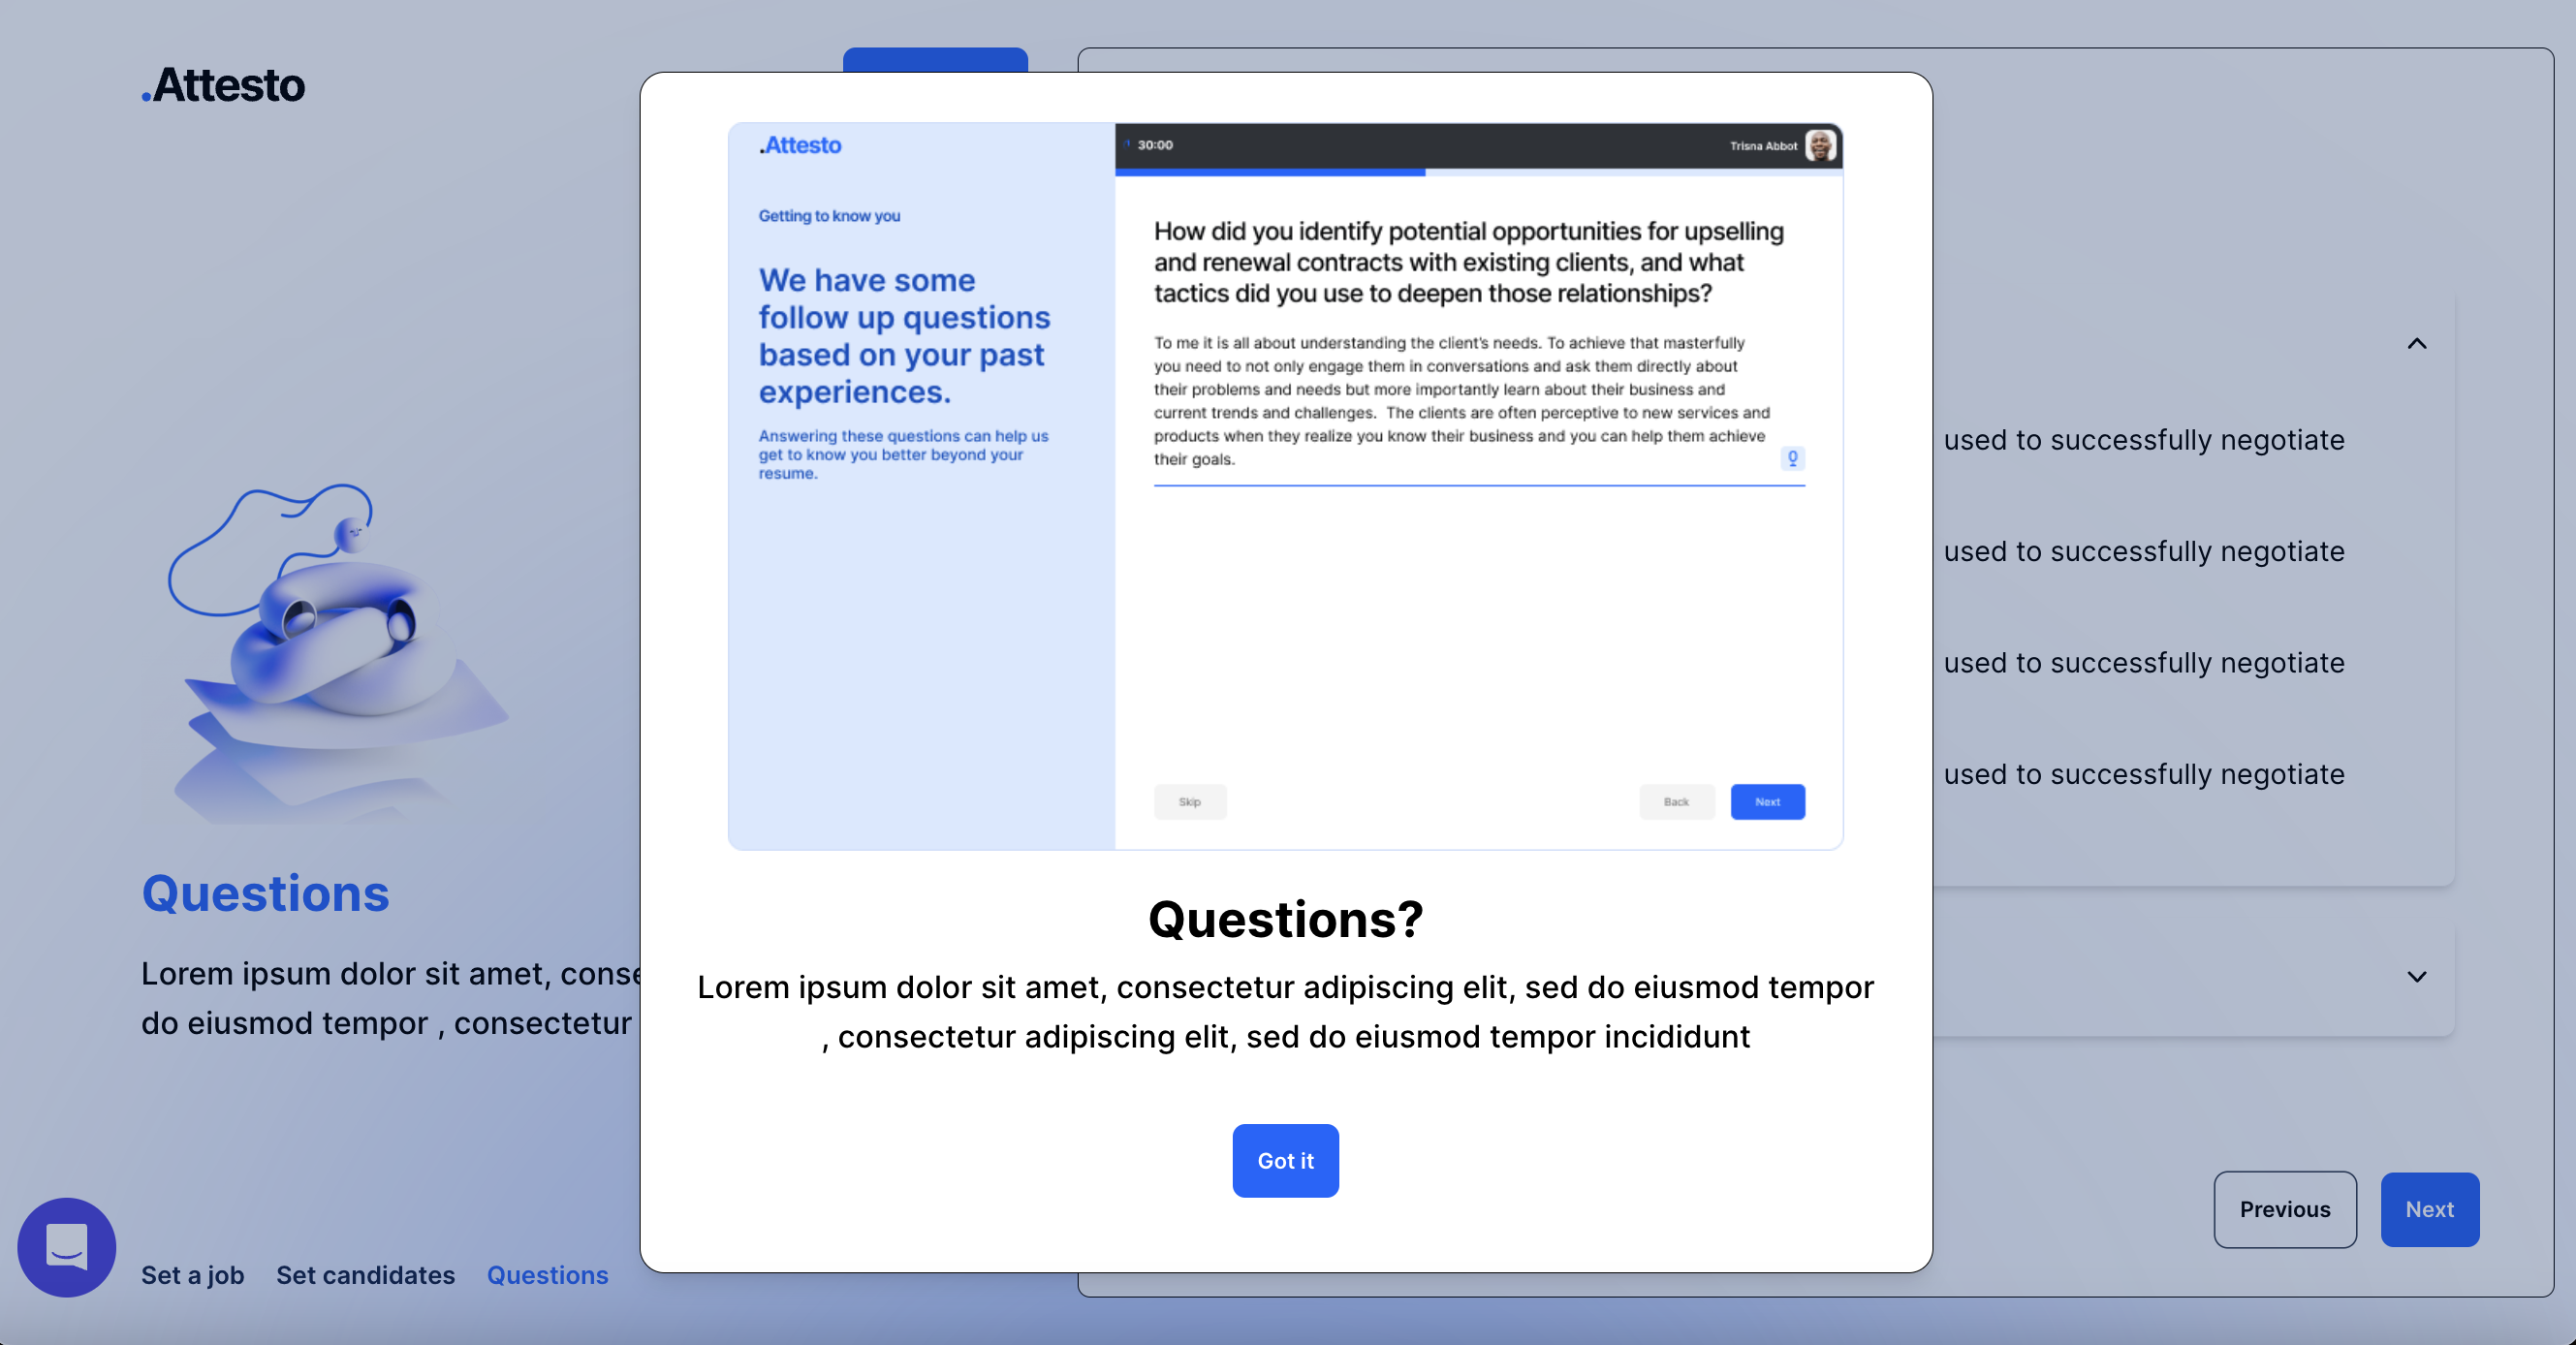 .Attesto
Questions
Lorem ipsum dolor sit amet, conse
do eiusmod tempor , consectetur
Set a job Set candidates Questions
.Attesto
Getting to know you
We have some
follow up questions
based on your past
experiences.
Answering these questions can help us
get to know you better beyond your
resume.
30:00
Trisna Abbot
How did you identify potential opportunities for upselling
and renewal contracts with existing clients, and what
tactics did you use to deepen those relationships?
To me it is all about understanding the client's needs. To achieve that masterfully
you need to not only engage them in conversations and ask them directly about
their problems and needs but more importantly learn about their business and
current trends and challenges.  The clients are often perceptive to new services and
products when they realize you know their business and you can help them achieve
their goals.
Skip
Back
Next
Questions?
Lorem ipsum dolor sit amet, consectetur adipiscing elit, sed do eiusmod tempor
, consectetur adipiscing elit, sed do eiusmod tempor incididunt
Got it
used to successfully negotiate
used to successfully negotiate
used to successfully negotiate
used to successfully negotiate
Previous
Next